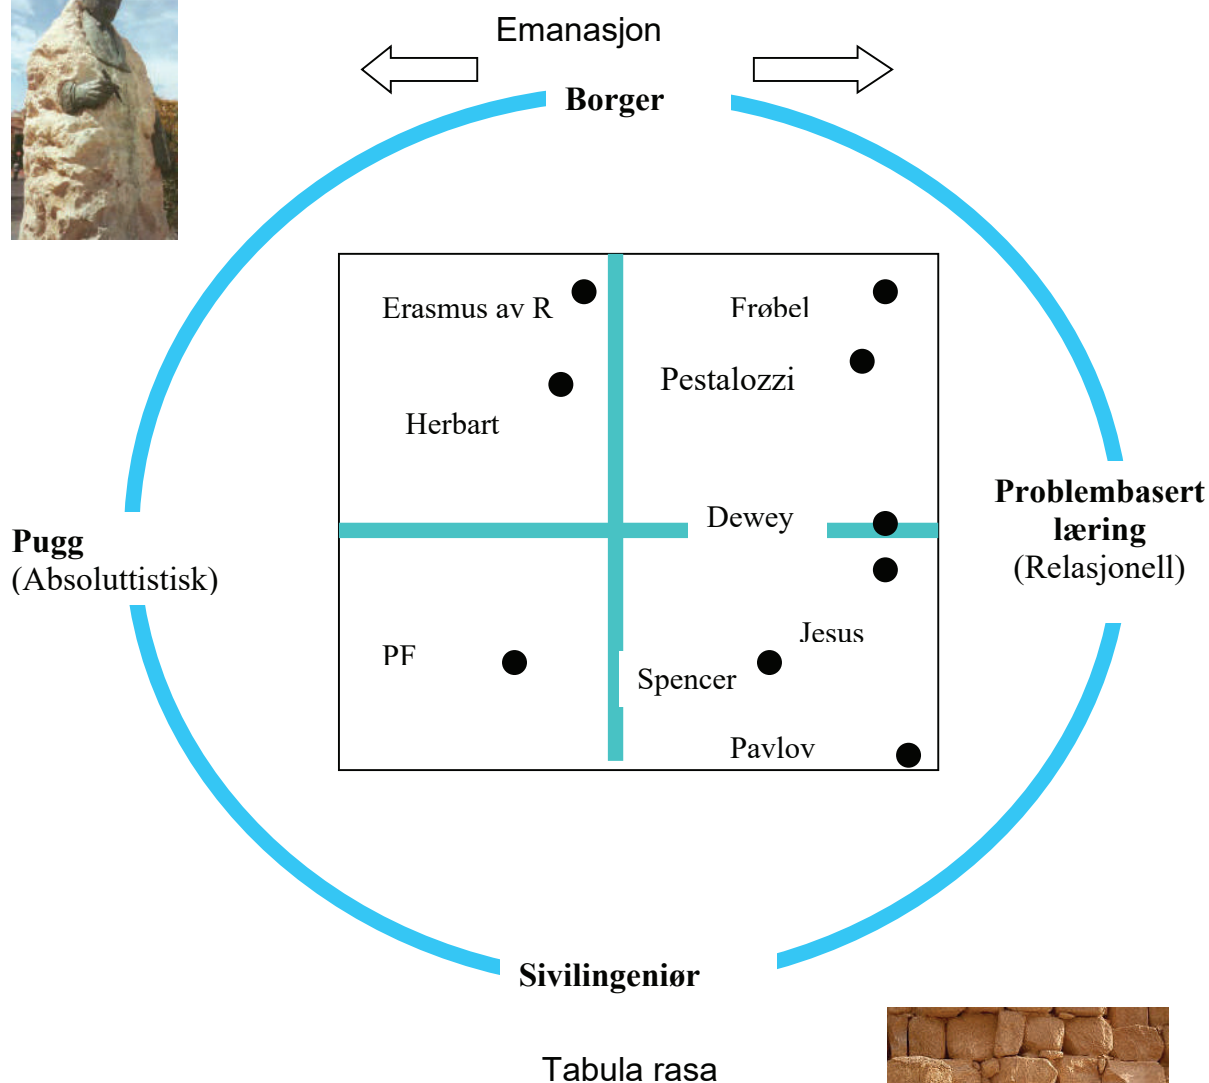 Emanasjon
Borger
Erasmus av R
Frøbel
Pestalozzi
Herbart
Problembasert
læring
(Relasjonell)
Dewey
Pugg
(Absoluttistisk)
Jesus
PF
Spencer
Pavlov
Sivilingeniør
Tabula rasa